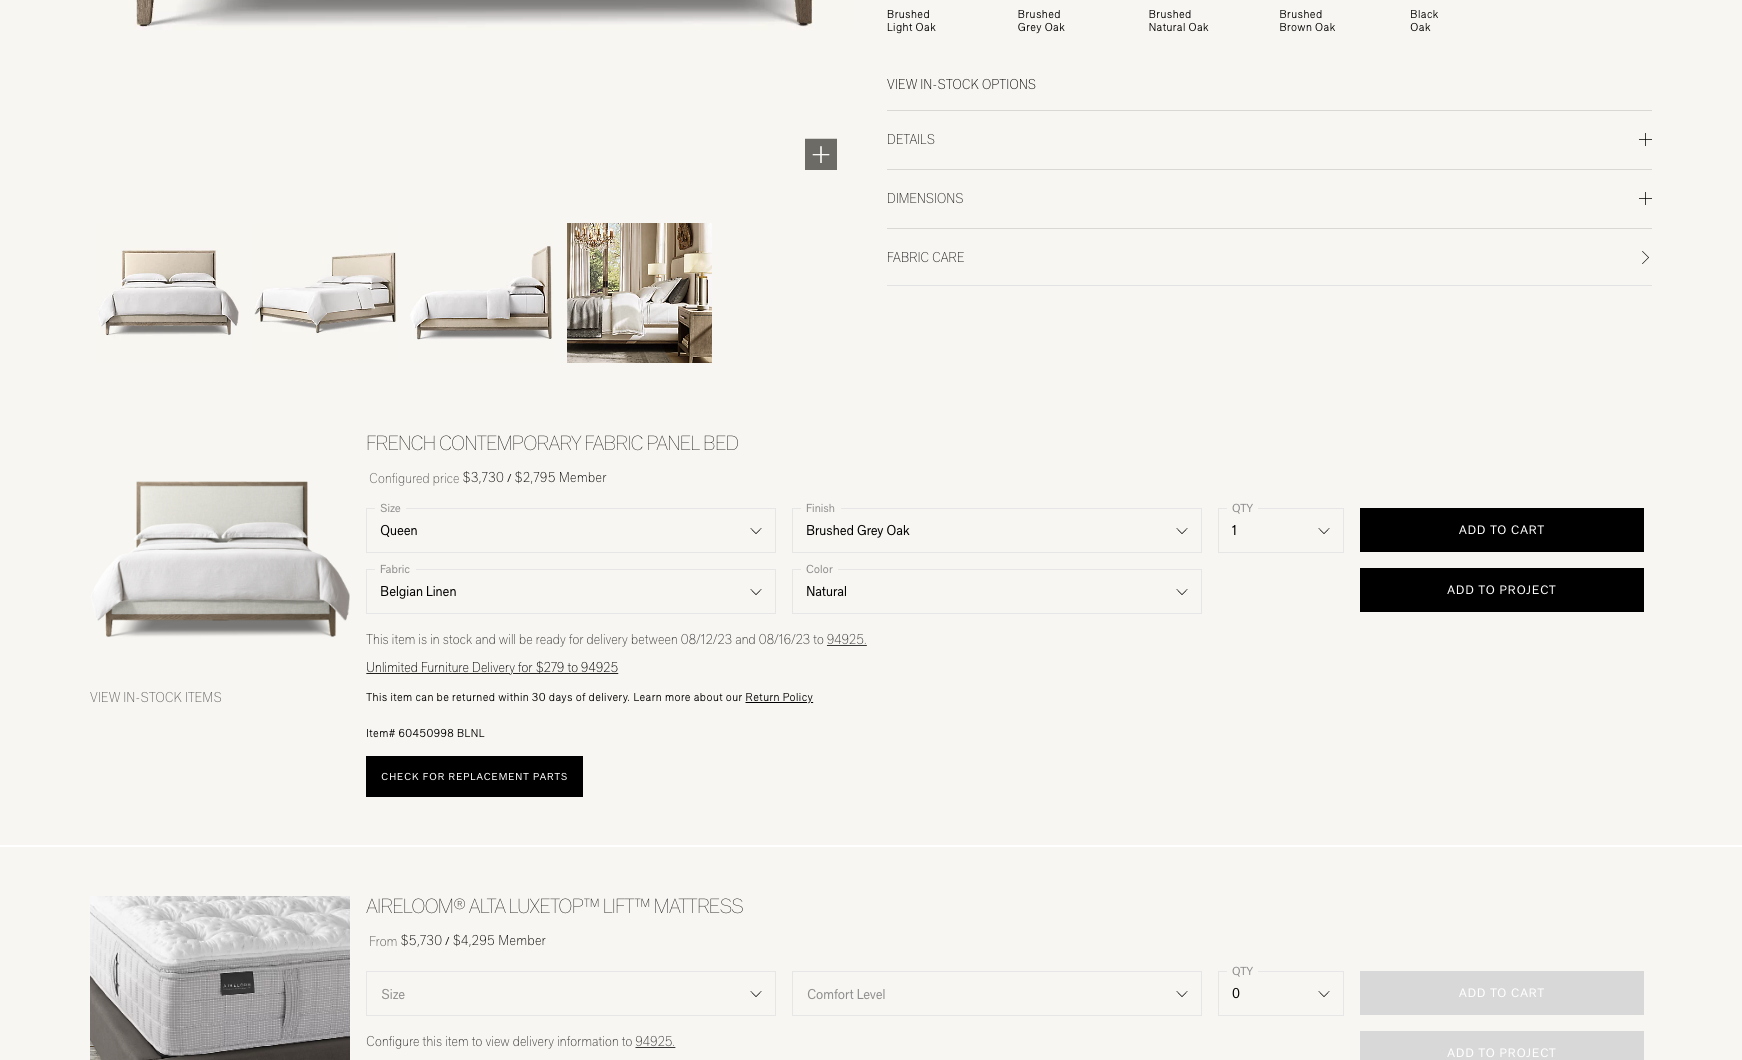 Brushed
Light Oak
Brushed
Grey Oak
Brushed
Natural Oak
Brushed
Brown Oak
Black
Oak
VIEW IN-STOCK OPTIONS
DETAILS
DIMENSIONS
FABRIC CARE
FRENCH CONTEMPORARY FABRIC PANEL BED
Configured price $3,730 / $2,795 Member
Size
Queen
Finish
Brushed Grey Oak
QTY
1
ADD TO CART
Fabric
Belgian Linen
Color
Natural
ADD TO PROJECT
This item is in stock and will be ready for delivery between 08/12/23 and 08/16/23 to 94925.
Unlimited Furniture Delivery for $279 to 94925
This item can be returned within 30 days of delivery. Learn more about our Return Policy
VIEW IN-STOCK ITEMS
Item# 60450998 BLNL
CHECK FOR REPLACEMENT PARTS
AIRELOOM® ALTA LUXETOP™ LIFT™ MATTRESS
From $5,730 / $4,295 Member
Size
Comfort Level
QTY
0
ADD TO CART
AIRELOOM
Configure this item to view delivery information to 94925.
ADD TO PROJECT